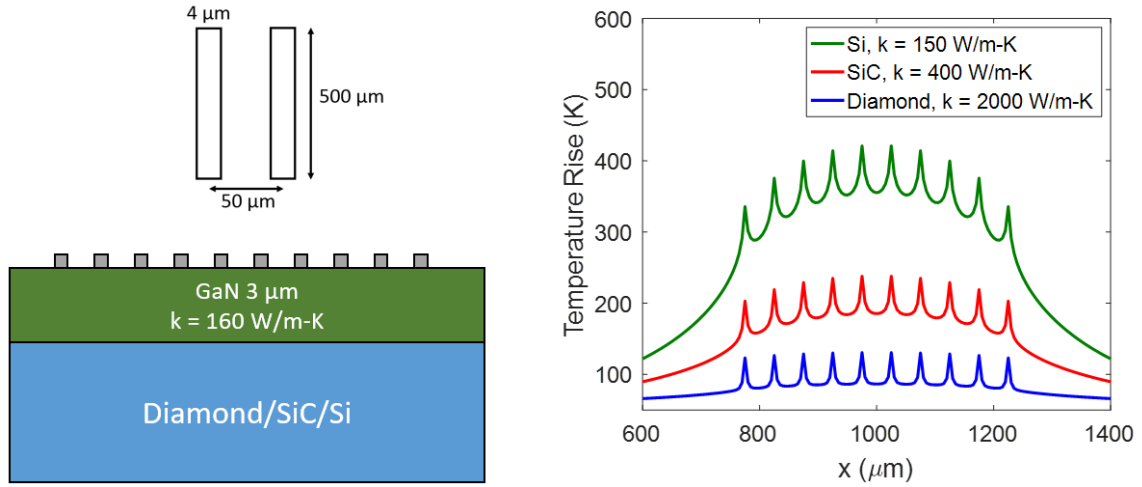 4 μm
500 μm
50 μm
GaN 3 μm
k = 160 W/m-K
Diamond/SiC/Si
600
500
400
300
200
100
Temperature Rise (K)
Si, k = 150 W/m-K
SiC, k = 400 W/m-K
Diamond, k = 2000 W/m-K
600
800
1000
1200
1400
x (μm)